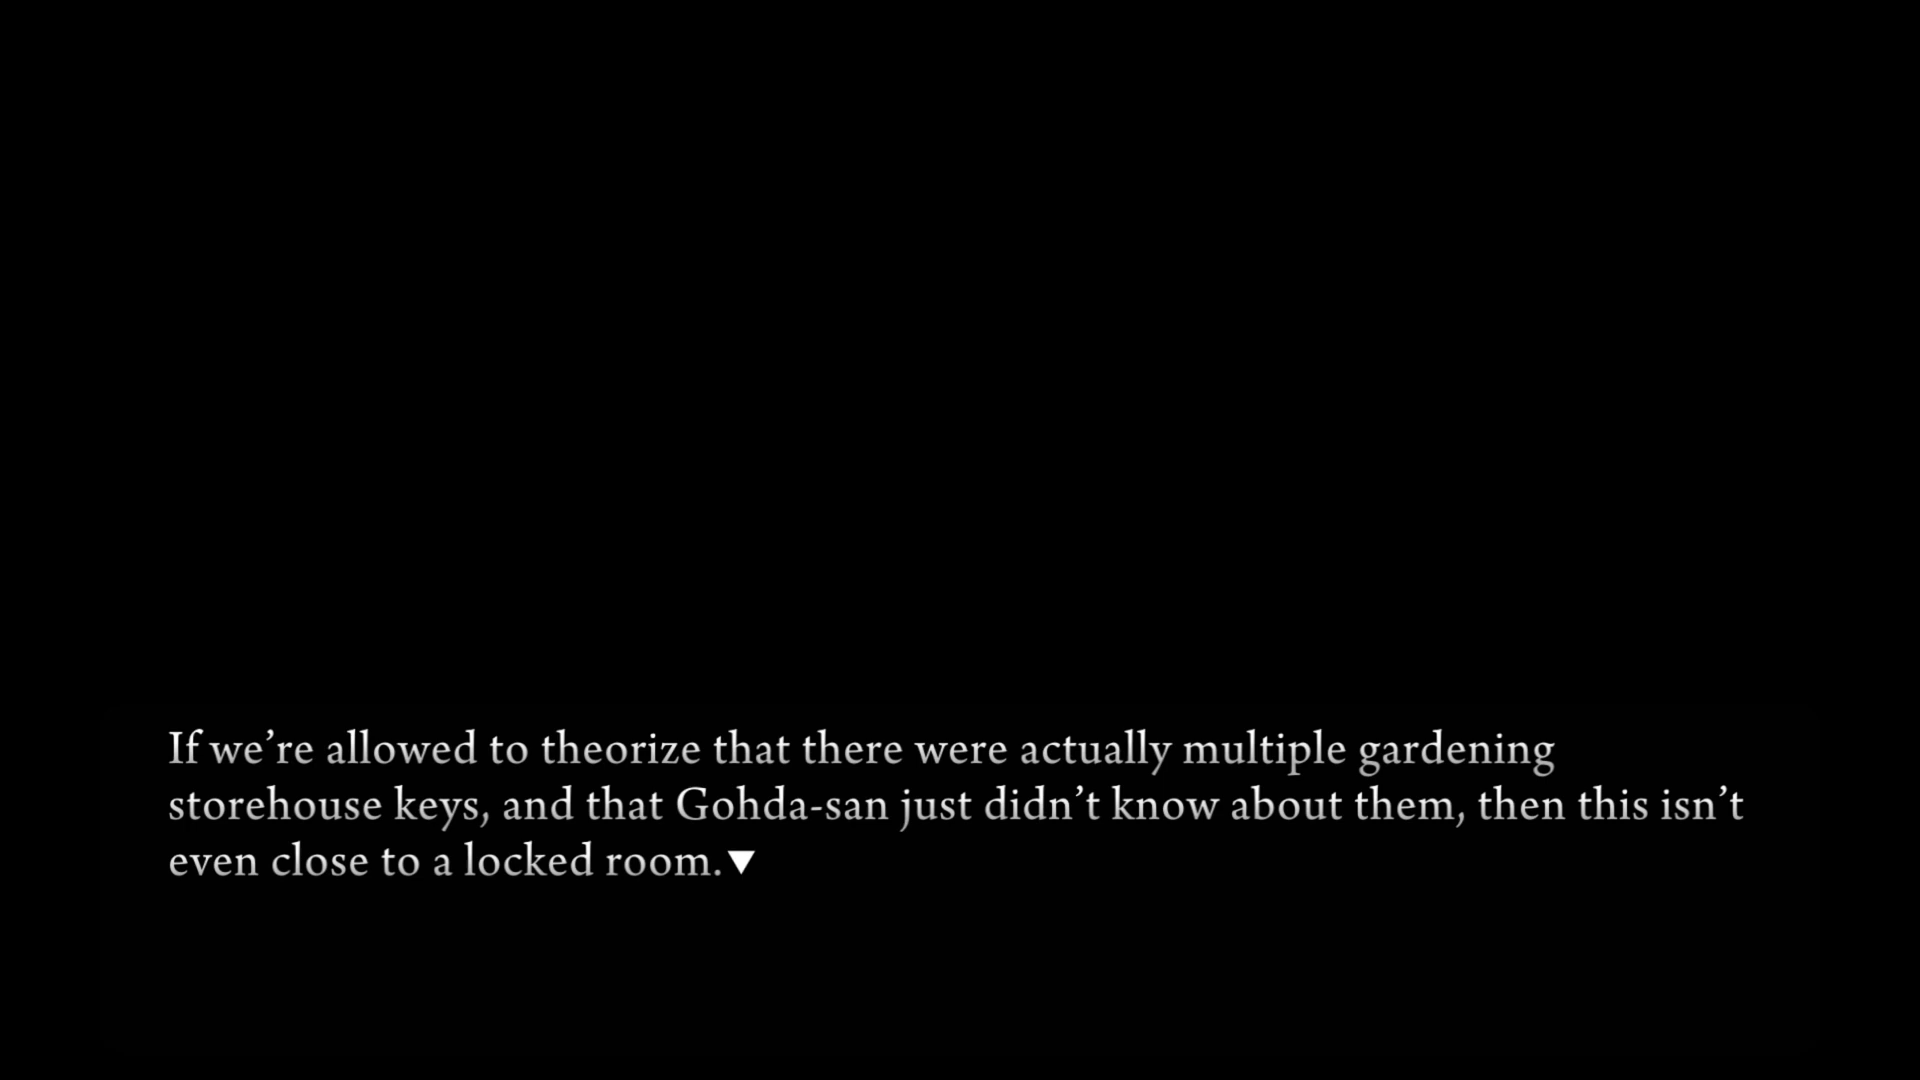 If we’re allowed to theorize that there were actually multiple gardening
storehouse keys, and that Gohda-san just didn’t know about them, then this isn’t
even close to a locked room.▼